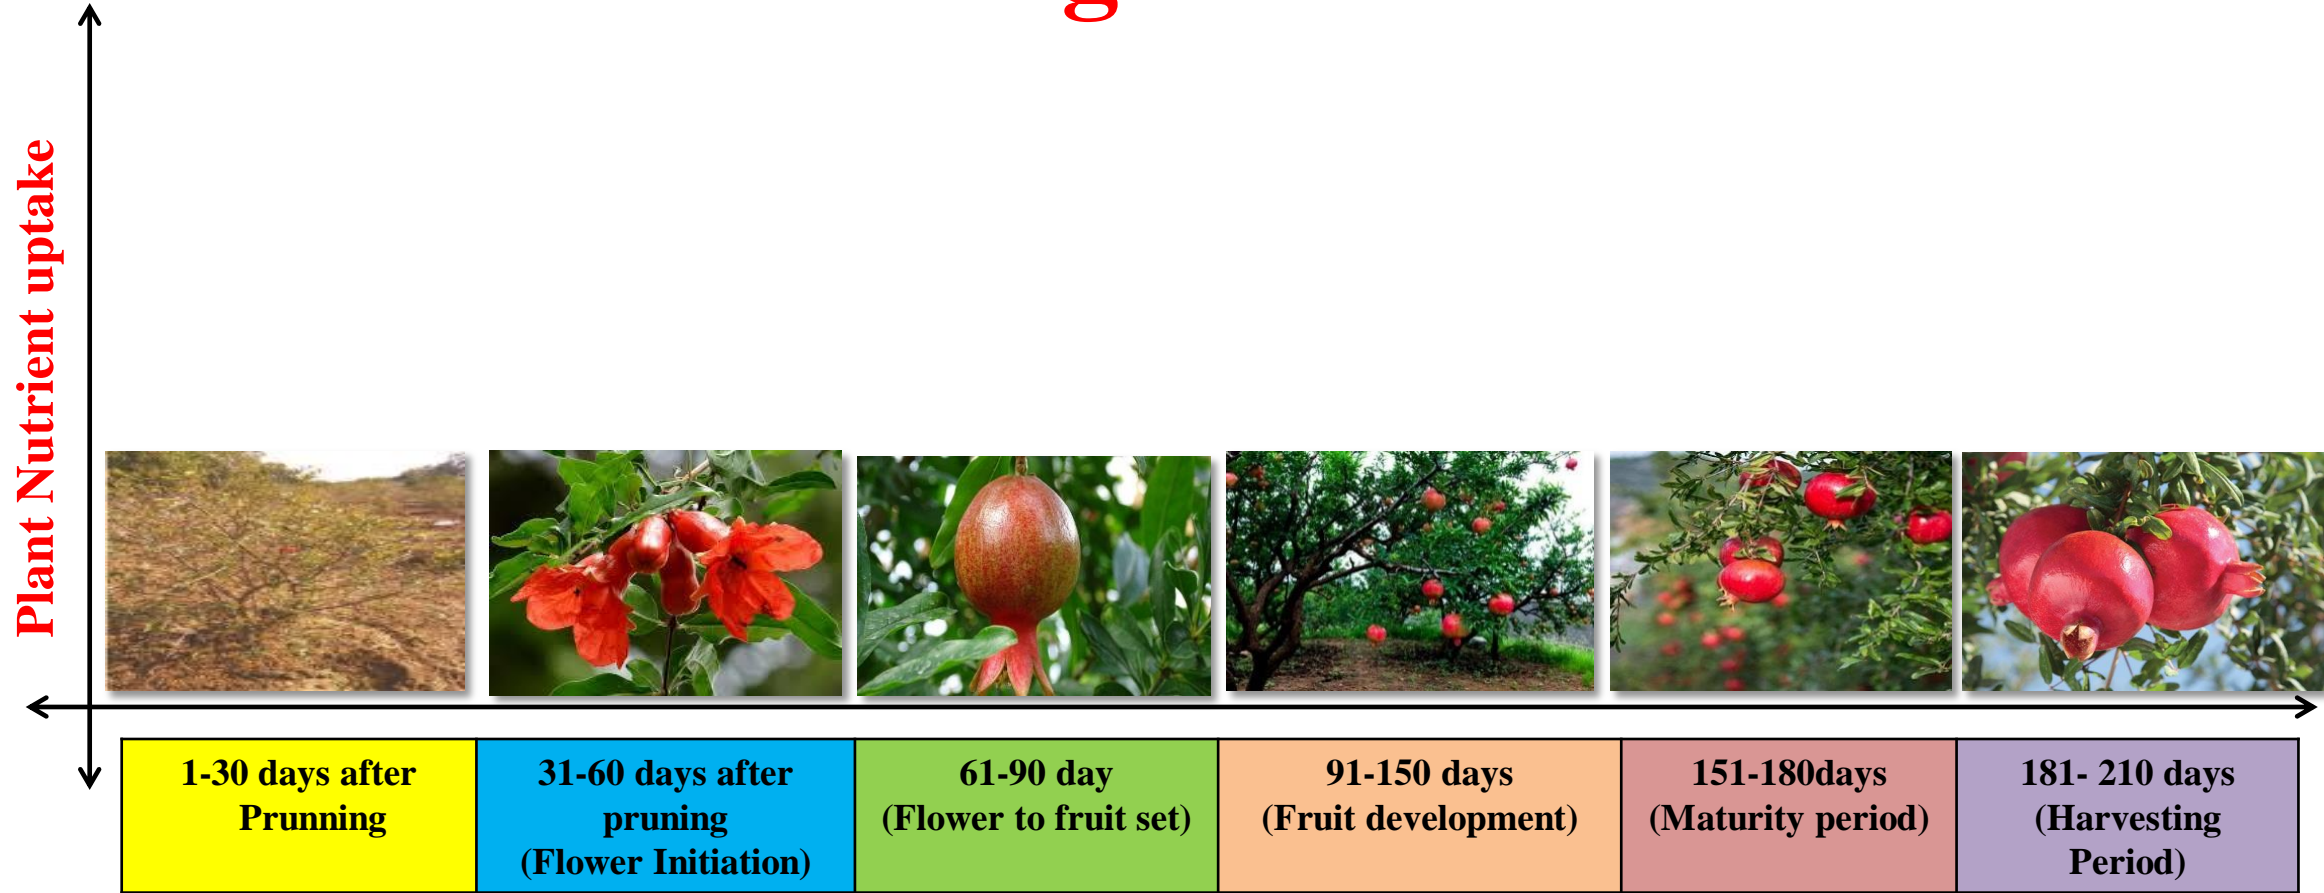 Plant Nutrient uptake
1-30 days after
Prunning
31-60 days after
pruning
(Flower Initiation)
61-90 day
(Flower to fruit set)
91-150 days
(Fruit development)
151-180days
(Maturity period)
181- 210 days
(Harvesting
Period)